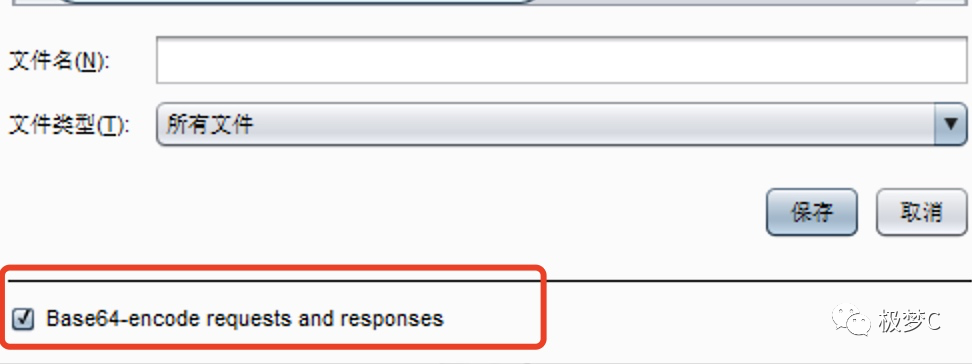 文件名(N):
文件类型(T): 所有文件
保存 取消
Base64-encode requests and responses
极梦C